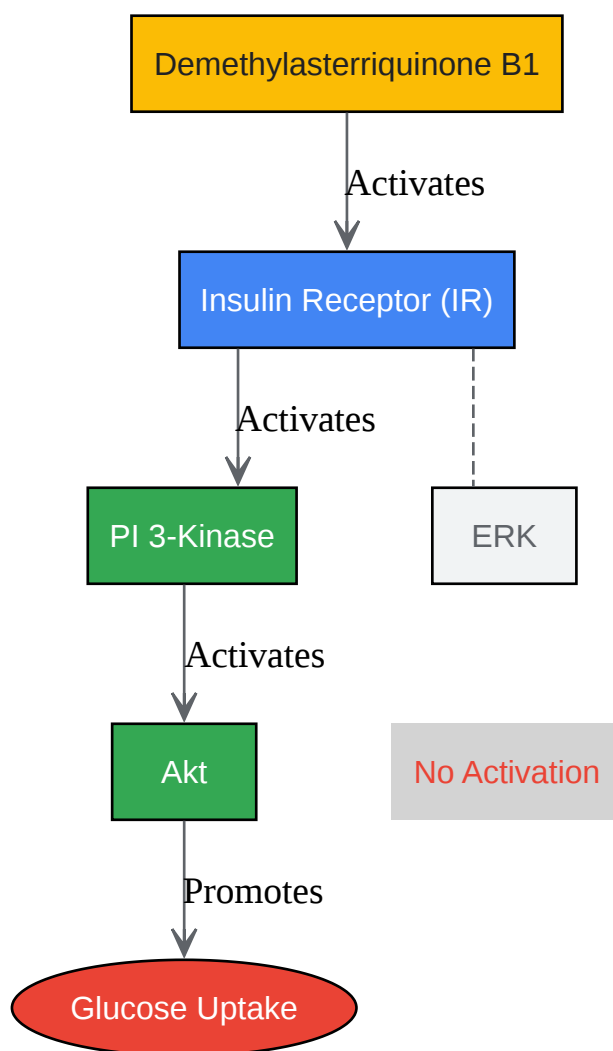 Demethylasterriquinone B1
Activates
Insulin Receptor (IR)
Activates
PI 3-Kinase
ERK
Activates
Akt
No Activation
Promotes
Glucose Uptake